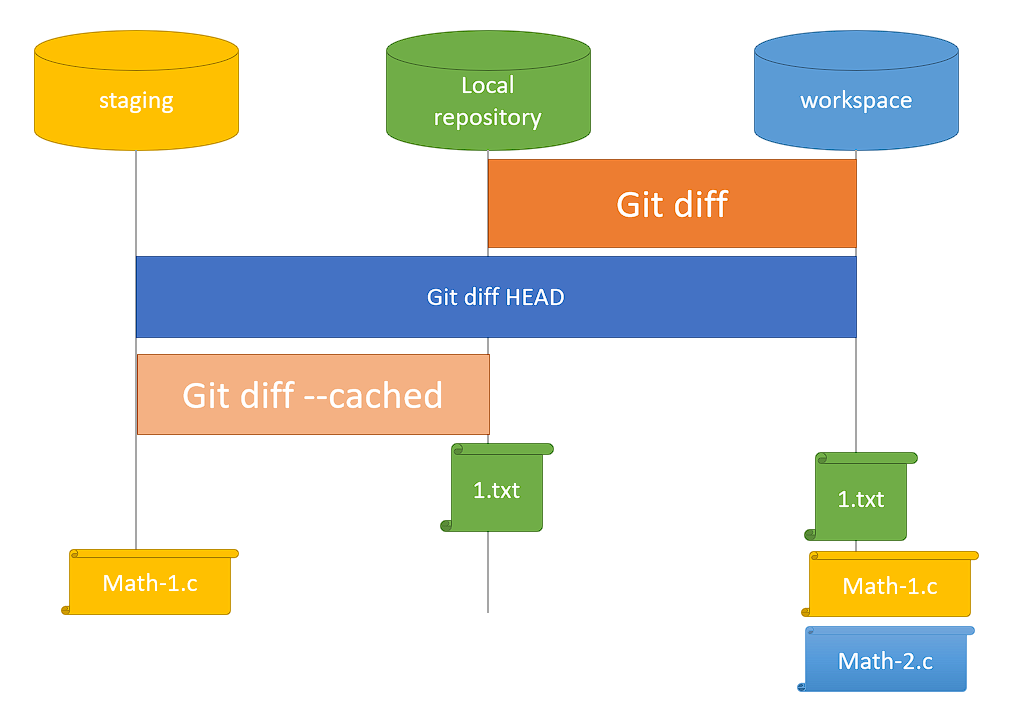 staging
Local
repository
workspace
Git diff
Git diff HEAD
Git diff --cached
1.txt
1.txt
Math-1.c
Math-1.c
Math-2.c